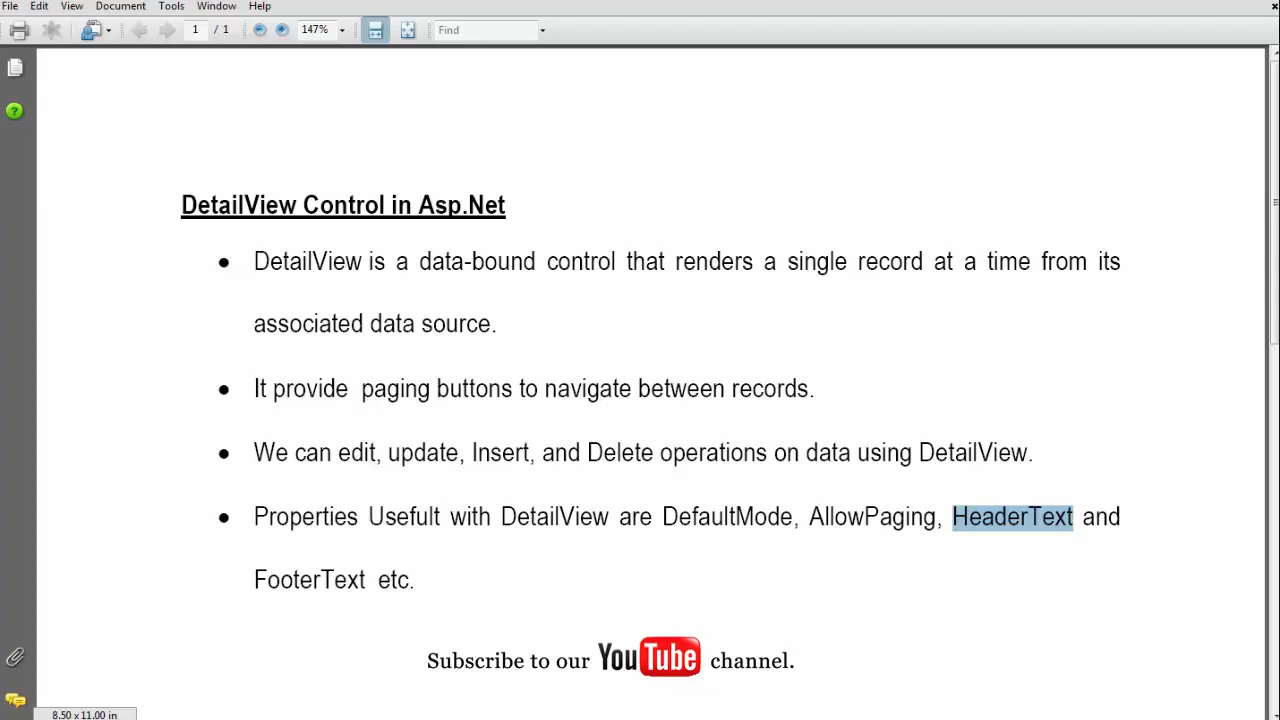 File Edit View Document Tools Window Help
1 / 1 147% Find
DetailView Control in Asp.Net
• DetailView is a data-bound control that renders a single record at a time from its
associated data source.
• It provide paging buttons to navigate between records.
• We can edit, update, Insert, and Delete operations on data using DetailView.
• Properties Usefult with DetailView are DefaultMode, AllowPaging, HeaderText and
FooterText etc.
Subscribe to our YouTube channel.
8.50 x 11.00 in